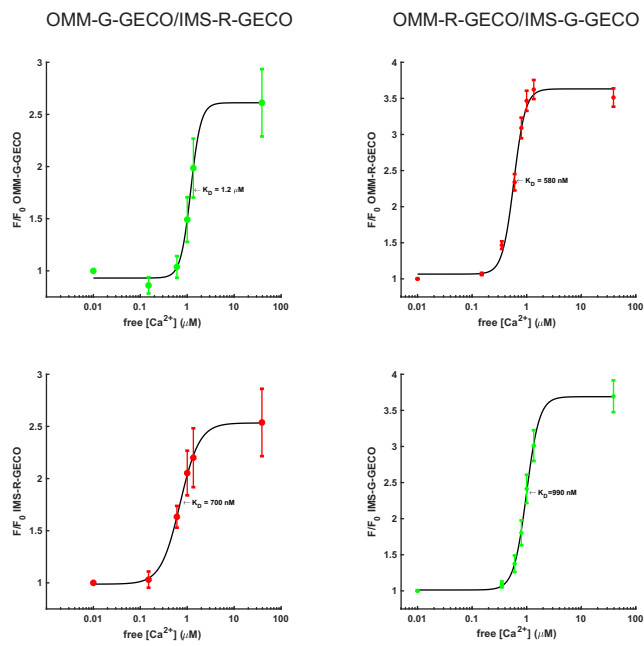 OMM-G-GECO/IMS-R-GECO
OMM-R-GECO/IMS-G-GECO
3
2.5
2
1.5
1
F/F0 OMM-G-GECO
← KD = 1.2 μM
0.01 0.1 1 10 100
free [Ca2+] (μM)
4
3.5
3
2.5
2
1.5
1
F/F0 OMM-R-GECO
← KD = 580 nM
0.01 0.1 1 10 100
free [Ca2+] (μM)
3
2.5
2
1.5
1
F/F0 IMS-R-GECO
← KD = 700 nM
0.01 0.1 1 10 100
free [Ca2+] (μM)
4
3.5
3
2.5
2
1.5
1
F/F0 IMS-G-GECO
← KD=990 nM
0.01 0.1 1 10 100
free [Ca2+] (μM)